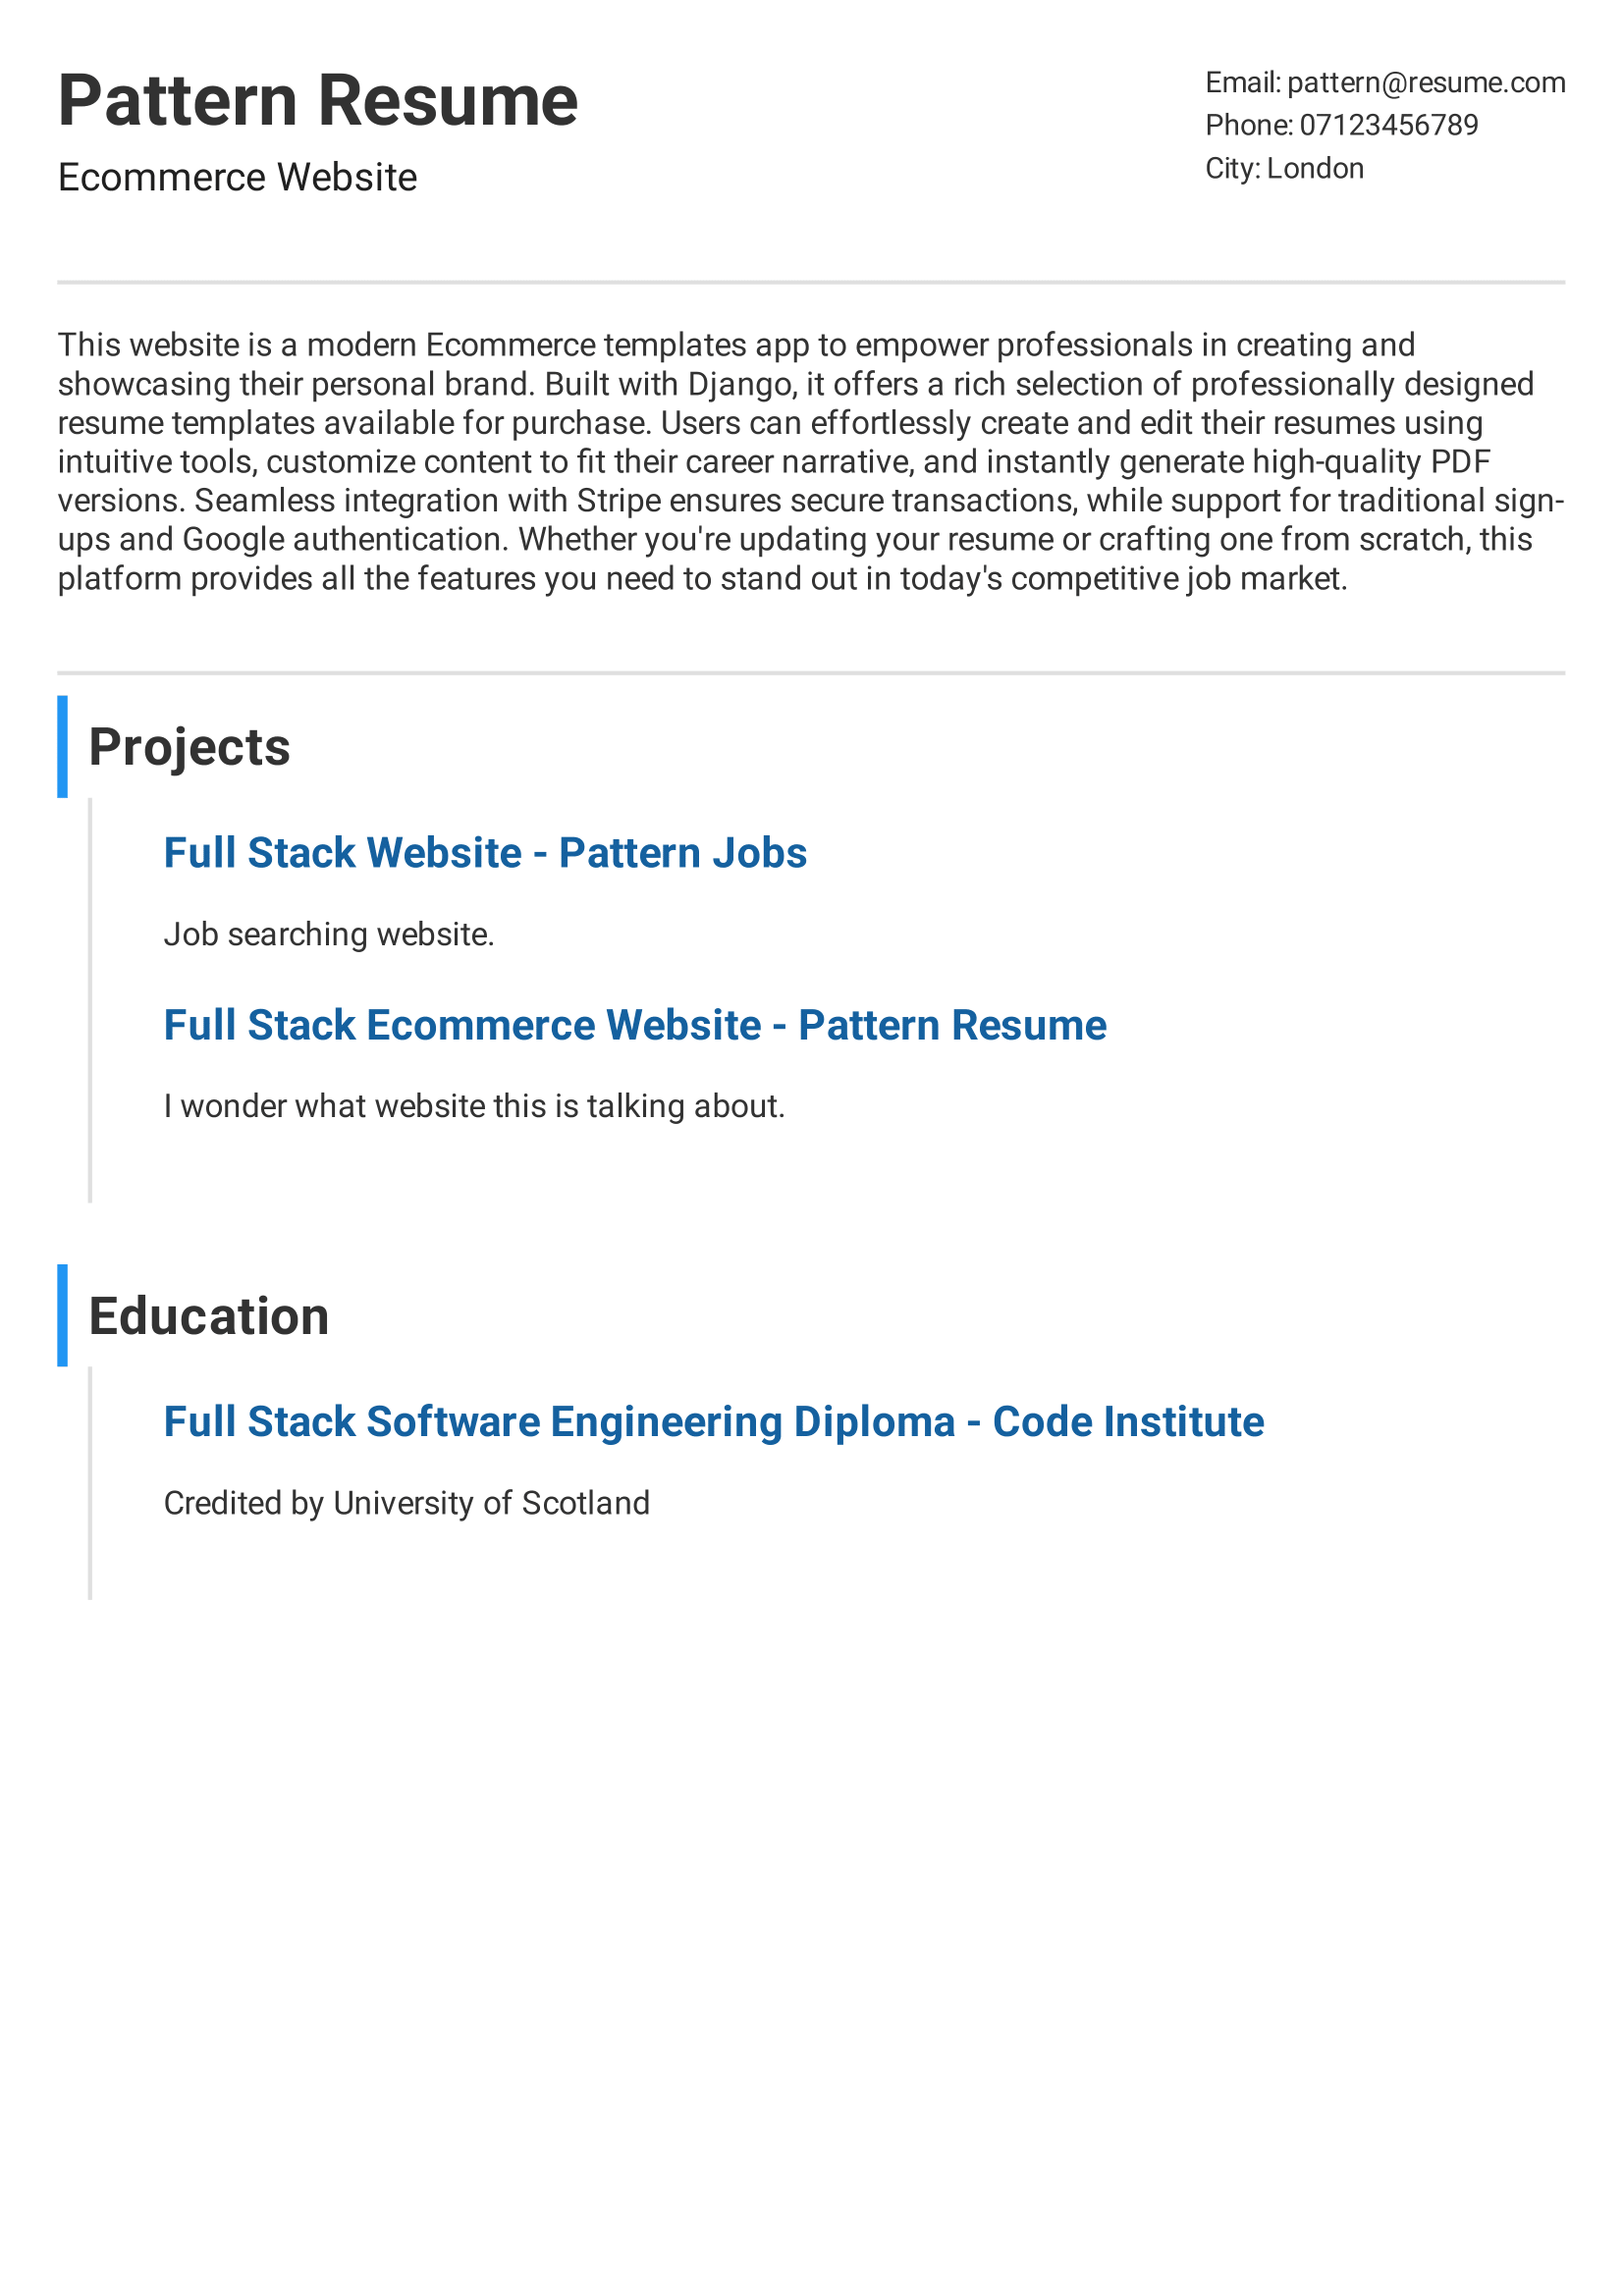 Pattern Resume
Ecommerce Website
Email: pattern@resume.com
Phone: 07123456789
City: London
This website is a modern Ecommerce templates app to empower professionals in creating and
showcasing their personal brand. Built with Django, it offers a rich selection of professionally designed
resume templates available for purchase. Users can effortlessly create and edit their resumes using
intuitive tools, customize content to fit their career narrative, and instantly generate high-quality PDF
versions. Seamless integration with Stripe ensures secure transactions, while support for traditional sign-
ups and Google authentication. Whether you're updating your resume or crafting one from scratch, this
platform provides all the features you need to stand out in today's competitive job market.
Projects
Full Stack Website - Pattern Jobs
Job searching website.
Full Stack Ecommerce Website - Pattern Resume
I wonder what website this is talking about.
Education
Full Stack Software Engineering Diploma - Code Institute
Credited by University of Scotland